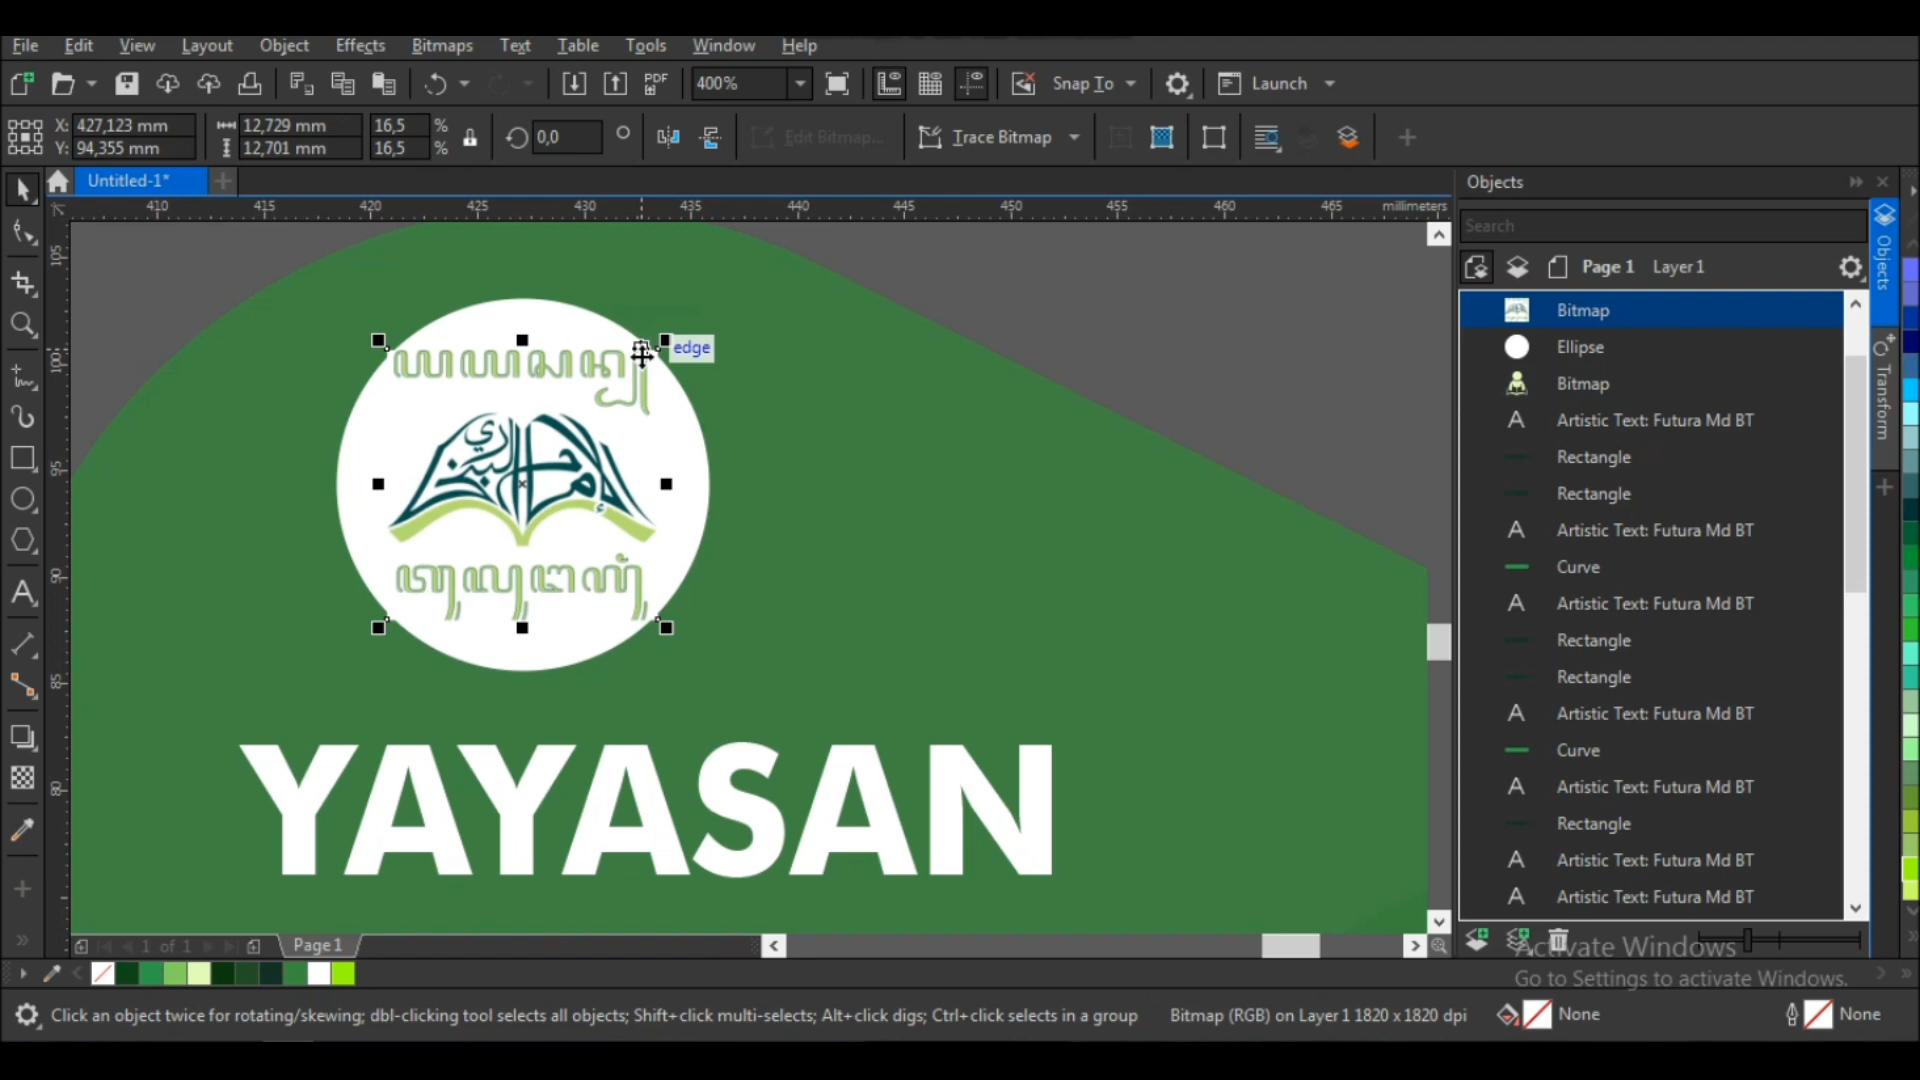 File Edit View Layout Object Effects Bitmaps Text Table Tools Window Help
PDF 400% Snap To Launch
X: 427,123 mm 12,729 mm 16,5 % 0,0 Edit Bitmap... Trace Bitmap
Y: 94,355 mm 12,701 mm 16,5 %
Untitled-1*
410 415 420 425 430 435 440 445 450 455 460 465 millimeters
105
100
95
90
85
80
edge
YAYASAN
Objects
Search
Page 1 Layer 1
Bitmap
Ellipse
Bitmap
Artistic Text: Futura Md BT
Rectangle
Rectangle
Artistic Text: Futura Md BT
Curve
Artistic Text: Futura Md BT
Rectangle
Rectangle
Artistic Text: Futura Md BT
Curve
Artistic Text: Futura Md BT
Rectangle
Artistic Text: Futura Md BT
Artistic Text: Futura Md BT
Objects
Transform
1 of 1 Page 1
Activate Windows
Go to Settings to activate Windows.
Click an object twice for rotating/skewing; dbl-clicking tool selects all objects; Shift+click multi-selects; Alt+click digs; Ctrl+click selects in a group Bitmap (RGB) on Layer 1 1820 x 1820 dpi None None